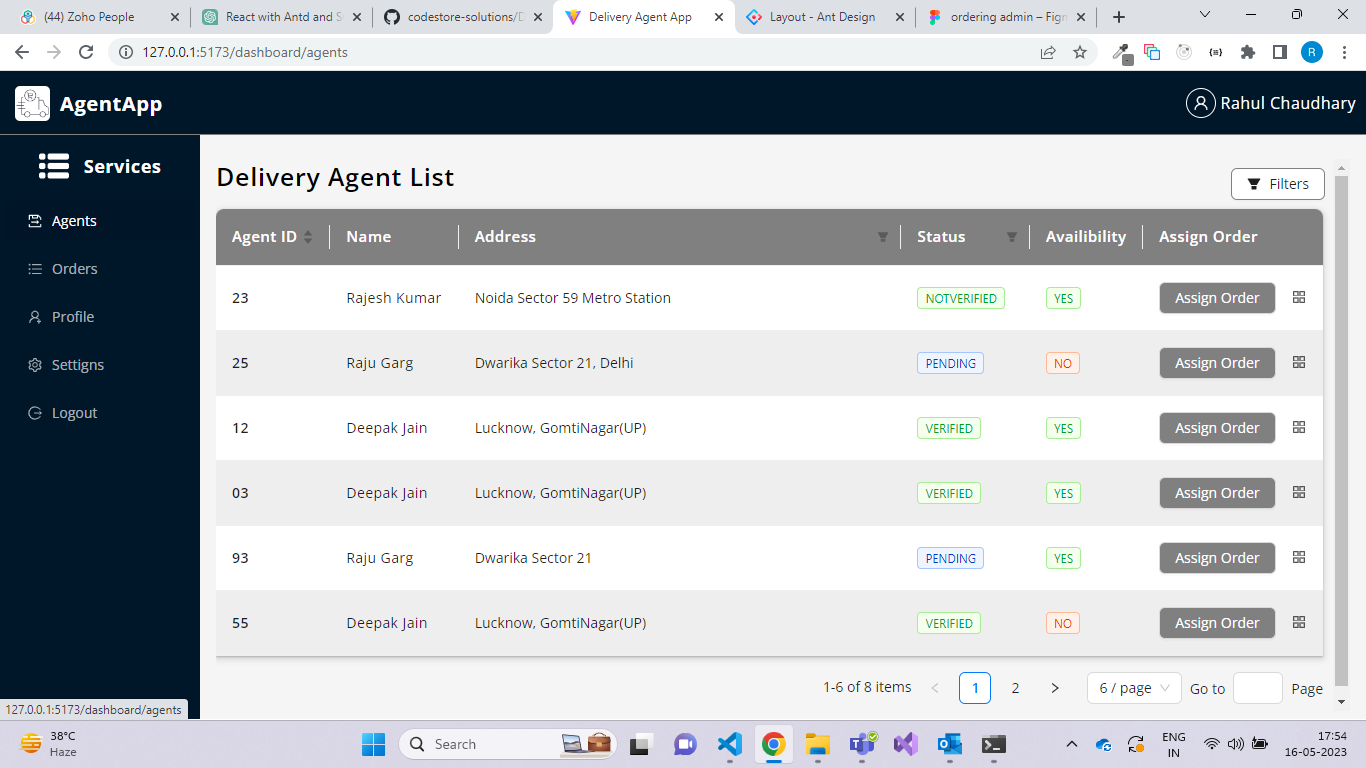 (44) Zoho People
React with Antd and S
codestore-solutions/D
Delivery Agent App
Layout - Ant Design
ordering admin – Figm
127.0.0.1:5173/dashboard/agents
R
AgentApp
Rahul Chaudhary
Services
Agents
Orders
Profile
Settigns
Logout
Delivery Agent List
Filters
Agent ID Name Address Status Availibility Assign Order
23 Rajesh Kumar Noida Sector 59 Metro Station NOTVERIFIED YES Assign Order
25 Raju Garg Dwarika Sector 21, Delhi PENDING NO Assign Order
12 Deepak Jain Lucknow, GomtiNagar(UP) VERIFIED YES Assign Order
03 Deepak Jain Lucknow, GomtiNagar(UP) VERIFIED YES Assign Order
93 Raju Garg Dwarika Sector 21 PENDING YES Assign Order
55 Deepak Jain Lucknow, GomtiNagar(UP) VERIFIED NO Assign Order
1-6 of 8 items 1 2 6 / page Go to Page
127.0.0.1:5173/dashboard/agents
38°C
Haze
Search
ENG
IN
17:54
16-05-2023